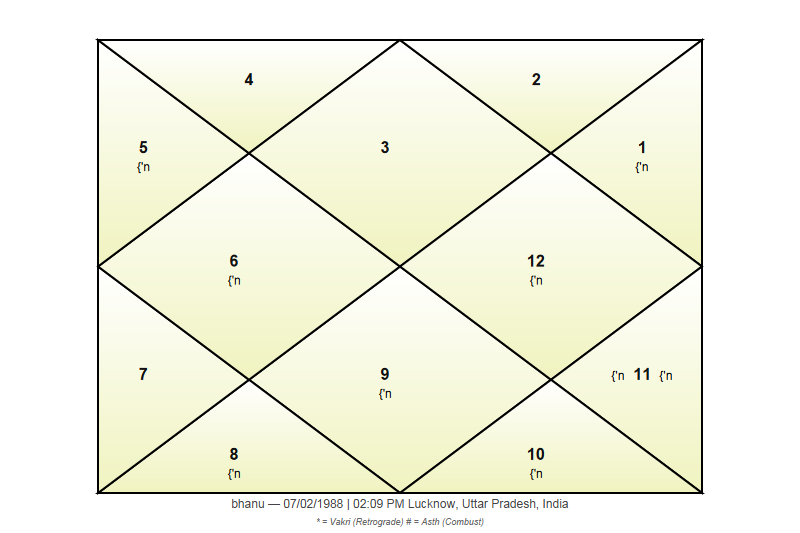 4 2
5 3 1
{'n {'n
6 12
{'n {'n
7 9 {'n 11 {'n
{'n
8 10
{'n {'n
bhanu — 07/02/1988 | 02:09 PM Lucknow, Uttar Pradesh, India
* = Vakri (Retrograde) # = Asth (Combust)